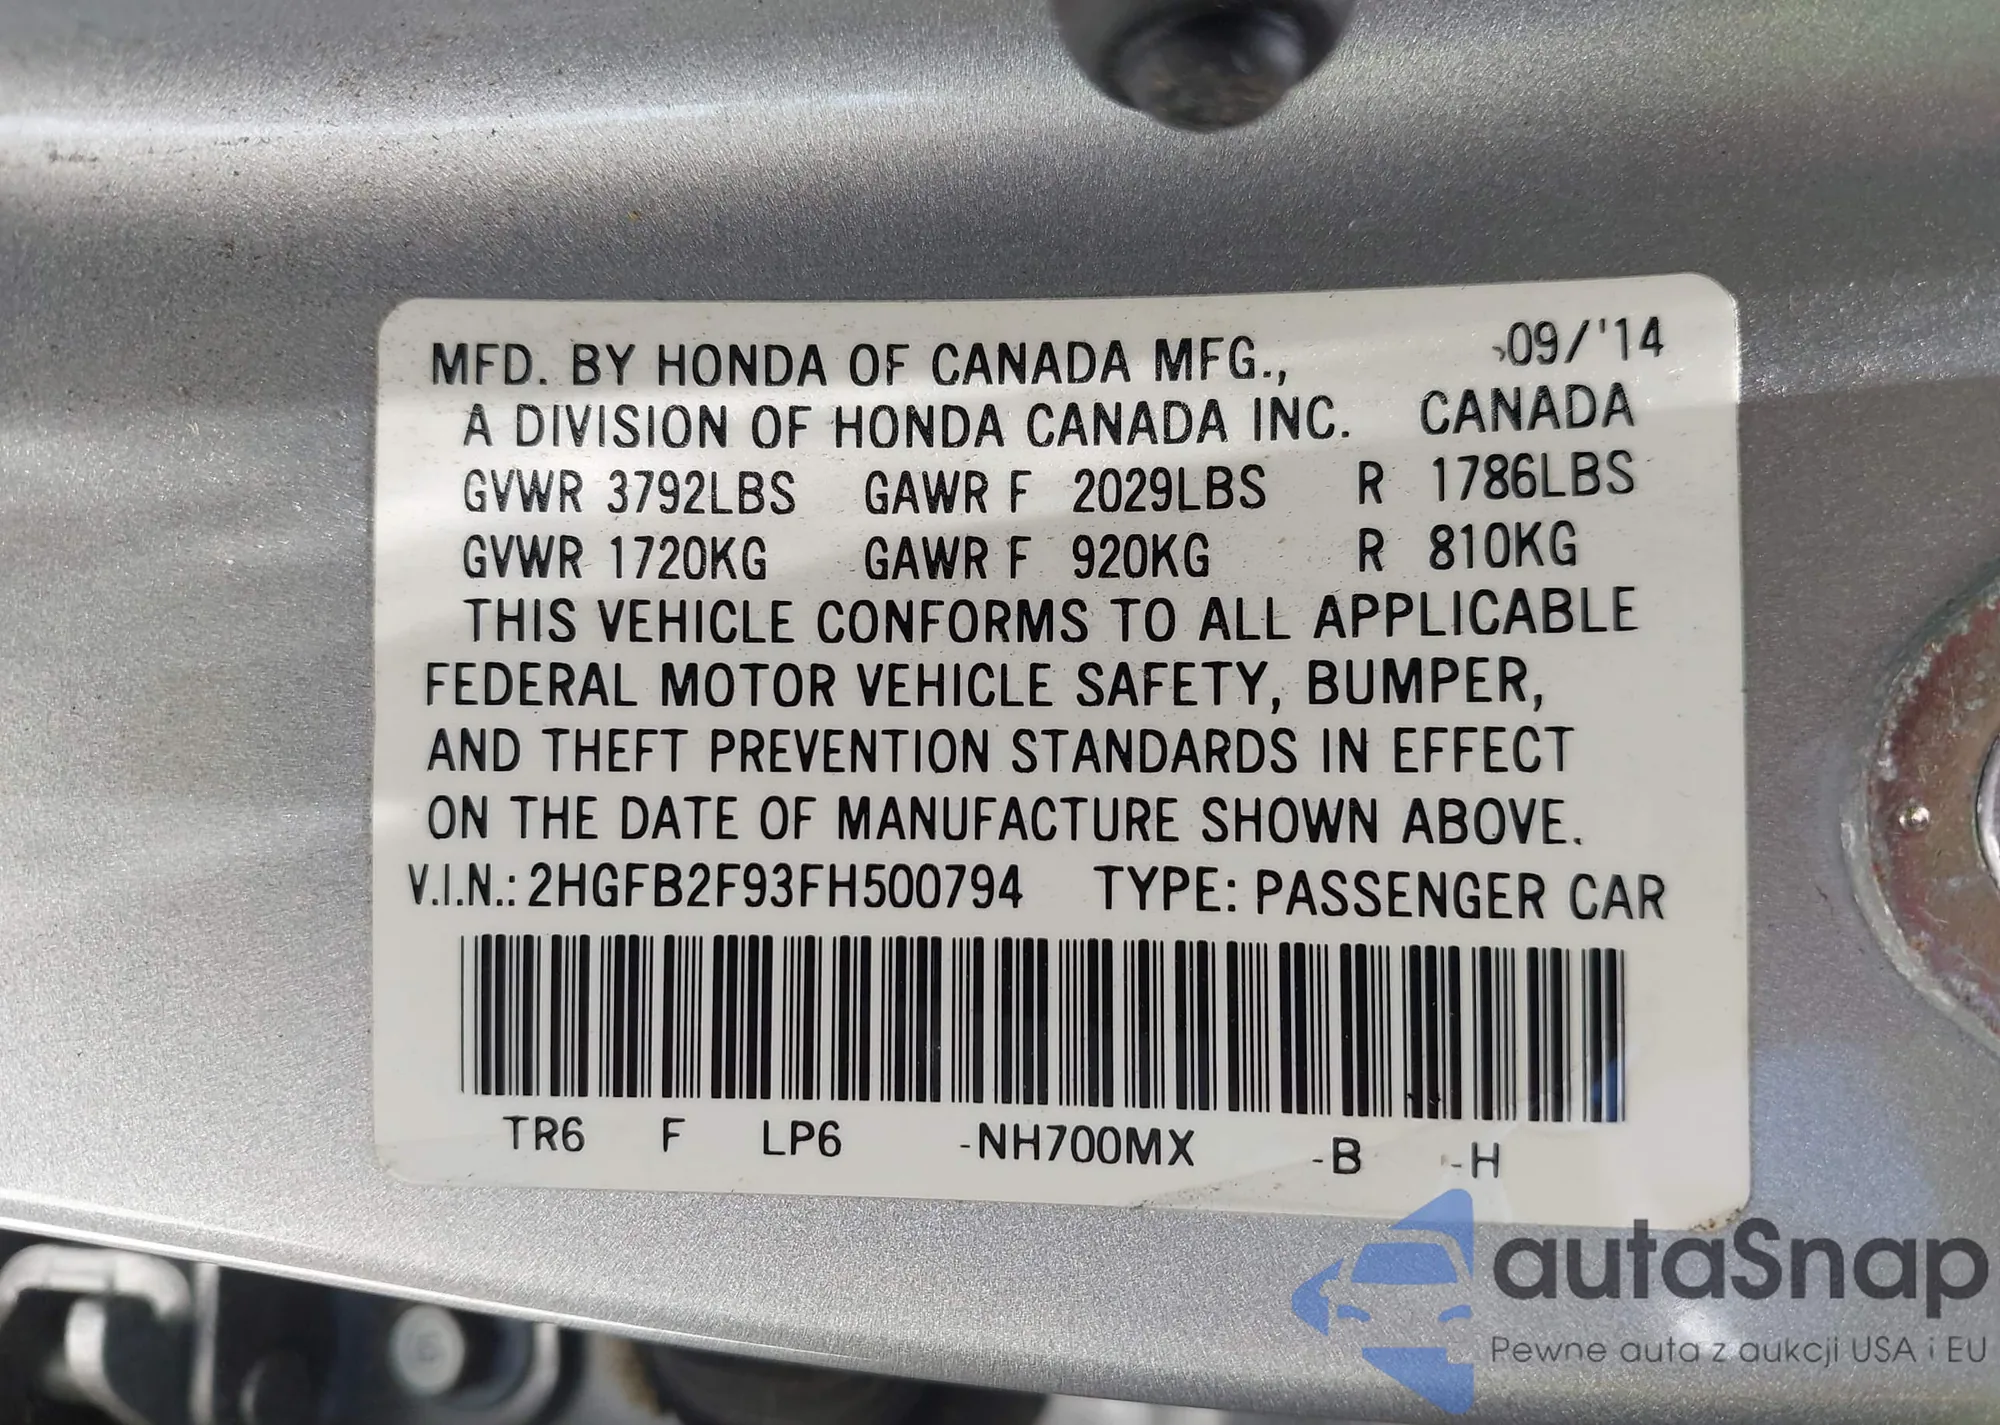 MFD. BY HONDA OF CANADA MFG., 09/'14
A DIVISION OF HONDA CANADA INC. CANADA
GVWR 3792LBS GAWR F 2029LBS R 1786LBS
GVWR 1720KG GAWR F 920KG R 810KG
THIS VEHICLE CONFORMS TO ALL APPLICABLE
FEDERAL MOTOR VEHICLE SAFETY, BUMPER,
AND THEFT PREVENTION STANDARDS IN EFFECT
ON THE DATE OF MANUFACTURE SHOWN ABOVE.
V.I.N.: 2HGFB2F93FH500794 TYPE: PASSENGER CAR
TR6 F LP6 -NH700MX -B -H
autaSnap
Pewne auta z aukcji USA i EU